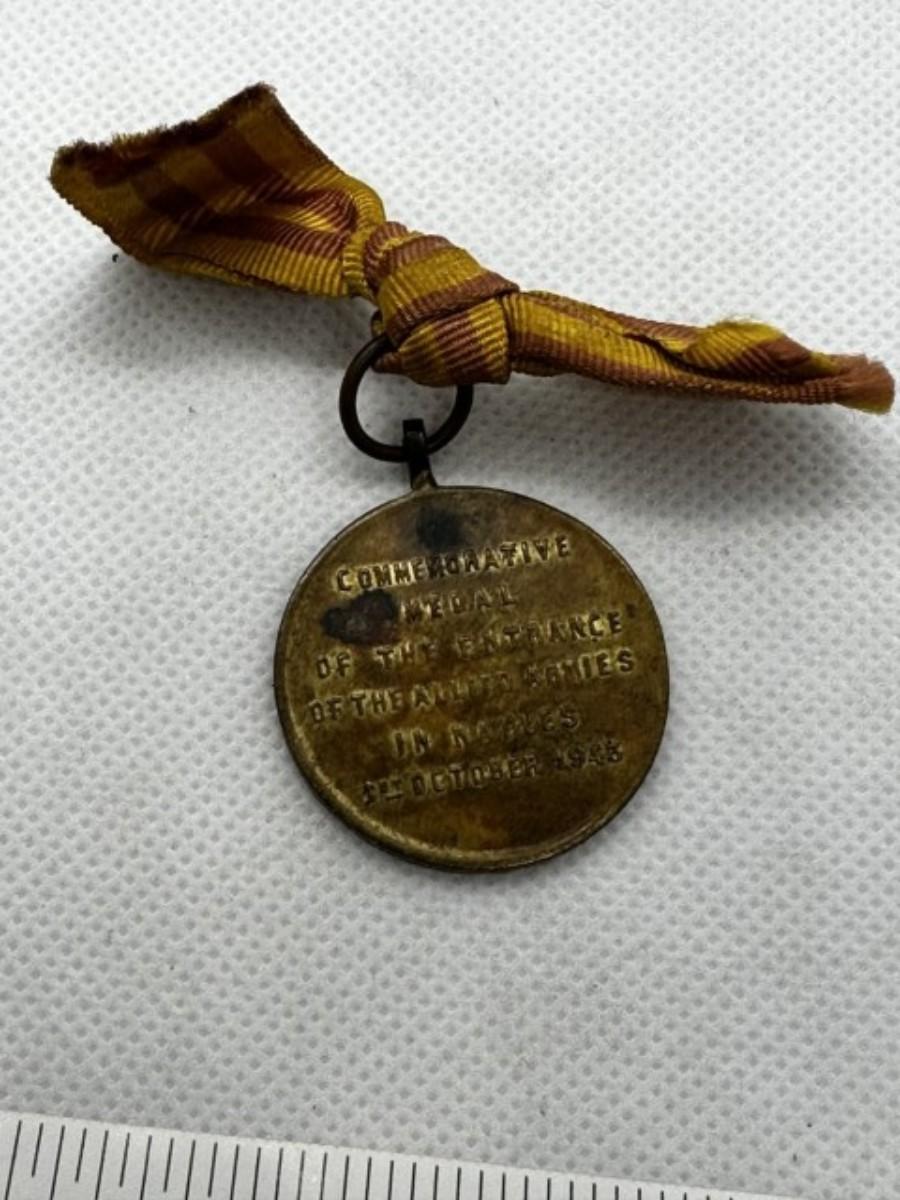 COMMEMORATIVE
MEDAL
OF THE ENTRANCE
OF THE ALLIED ARMIES
IN NAPLES
1ST OCTOBER 1943